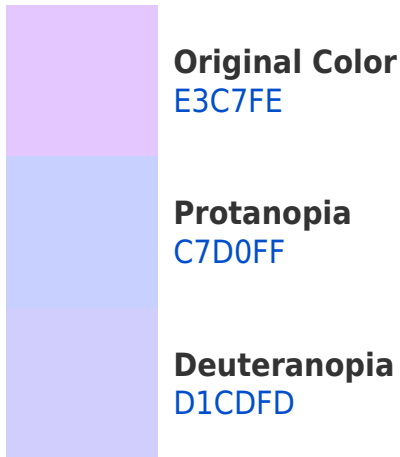 Original Color
E3C7FE
Protanopia
C7D0FF
Deuteranopia
D1CDFD